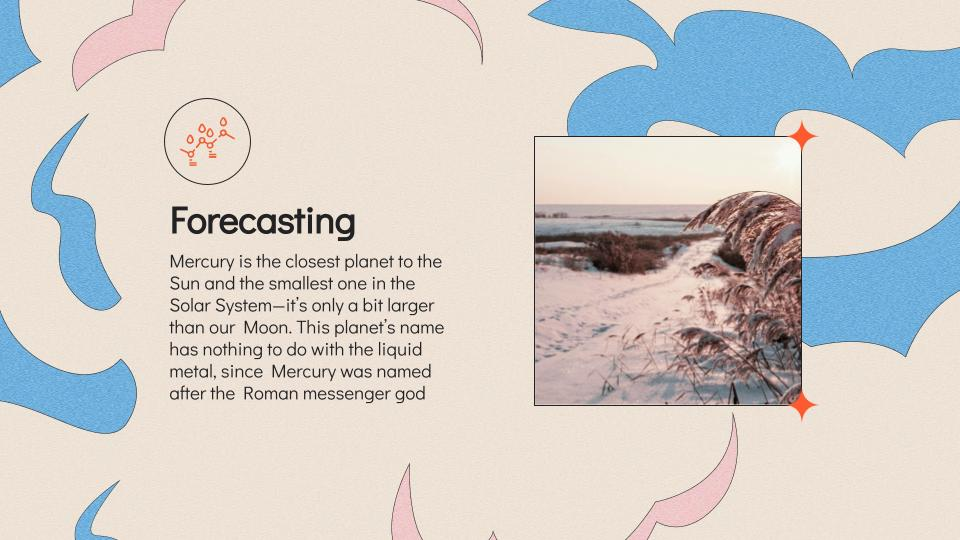 Forecasting
Mercury is the closest planet to the
Sun and the smallest one in the
Solar System—it’s only a bit larger
than our Moon. This planet’s name
has nothing to do with the liquid
metal, since Mercury was named
after the Roman messenger god